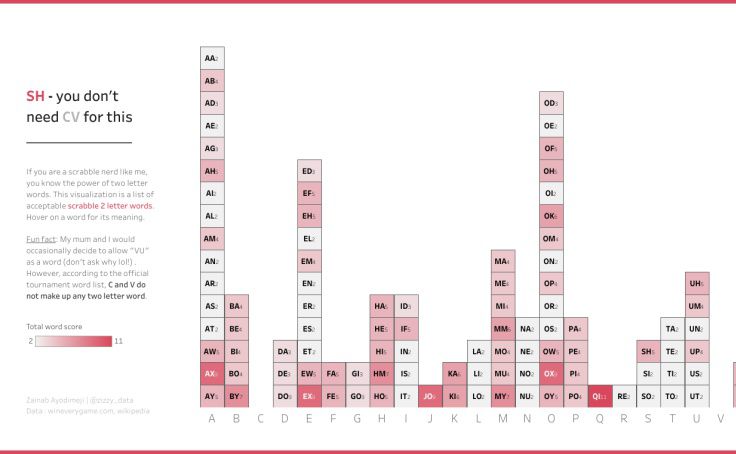 SH - you don't
need CV for this
If you are a scrabble nerd like me,
you know the power of two letter
words. This visualization is a list of
acceptable scrabble 2 letter words.
Hover on a word for its meaning.
Fun fact: My mum and I would
occasionally decide to allow "VU"
as a word (don't ask why lol!) .
However, according to the official
tournament word list, C and V do
not make up any two letter word.
Total word score
2 11
Zainab Ayodimeji | @pzzy_data
Data : wineverygame.com, wikipedia
AA2
AB4
AD3 OD3
AE2 OE2
AG3 OF5
AH5 ED3 OH5
AI2 EF5 OI2
AL2 EH5 OK6
AM4 EL2 OM4
AN2 EM4 MA4 ON2
AR2 EN2 ME4 OP4 UH5
AS2 BA4 ER2 HA5 ID3 MI4 OR2 UM4
AT2 BE4 ES2 HE5 IF5 MM6 NA2 OS2 PA4 TA2 UN2
AW5 BI4 DA3 ET2 HI5 IN2 LA2 MO4 NE2 OW5 PE4 SH5 TE2 UP4
AX9 BO4 DE3 EW5 FA5 GI3 HM7 IS2 KA6 LI2 MU4 NO2 OX9 PI4 SI2 TI2 US2
AY5 BY7 DO3 EX9 FE5 GO3 HO5 IT2 JO9 KI6 LO2 MY7 NU2 OY5 PO4 QI11 RE2 SO2 TO2 UT2
A B C D E F G H I J K L M N O P Q R S T U V